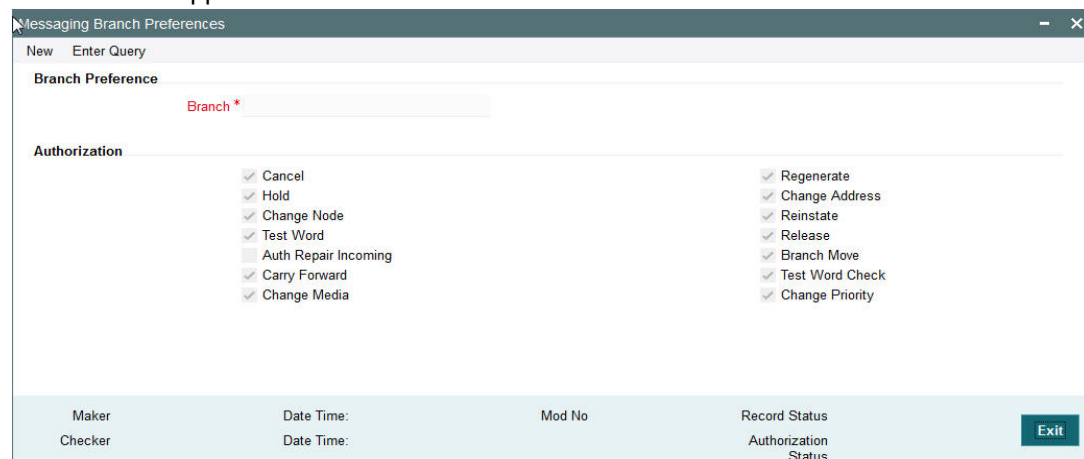 Messaging Branch Preferences
New Enter Query
Branch Preference
Branch *
Authorization
Cancel
Hold
Change Node
Test Word
Auth Repair Incoming
Carry Forward
Change Media
Regenerate
Change Address
Reinstate
Release
Branch Move
Test Word Check
Change Priority
Maker Date Time: Mod No Record Status
Checker Date Time: Authorization Status
Exit